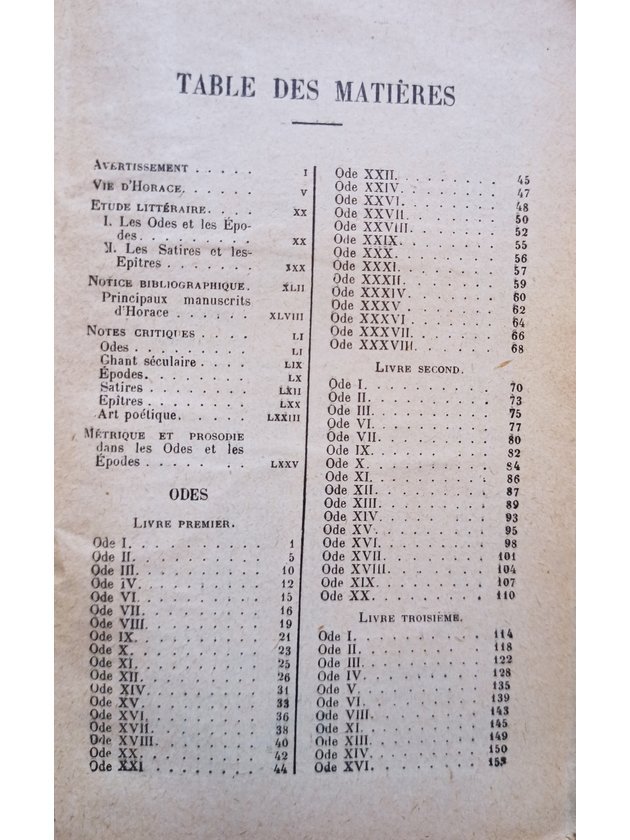 TABLE DES MATIÈRES
AVERTISSEMENT . . . . . I
VIE D'HORACE. . . . . . V
ETUDE LITTÉRAIRE. . . . XX
I. Les Odes et les Épo-
des. . . . . . . . . XX
II. Les Satires et les
Epîtres . . . . . . . XXX
NOTICE BIBLIOGRAPHIQUE. XLII
Principaux manuscrits
d'Horace . . . . . . XLVIII
NOTES CRITIQUES . . . . LI
Odes . . . . . . . . LI
Chant séculaire . . . . LIX
Épodes. . . . . . . . LX
Satires . . . . . . . LXII
Epîtres . . . . . . . LXX
Art poétique. . . . . LXXIII
MÉTRIQUE ET PROSODIE
dans les Odes et les
Épodes . . . . . . . LXXV
ODES
LIVRE PREMIER.
Ode I. . . . . . . . . 1
Ode II. . . . . . . . . 5
Ode III. . . . . . . . 10
Ode IV. . . . . . . . 12
Ode VI. . . . . . . . 15
Ode VII. . . . . . . . 16
Ode VIII. . . . . . . . 19
Ode IX. . . . . . . . 21
Ode X. . . . . . . . . 23
Ode XI. . . . . . . . 25
Ode XII. . . . . . . . 26
Ode XIV. . . . . . . . 31
Ode XV. . . . . . . . 33
Ode XVI. . . . . . . . 36
Ode XVII. . . . . . . . 38
Ode XVIII. . . . . . . 40
Ode XX. . . . . . . . 42
Ode XXI . . . . . . . 44
Ode XXII. . . . . . . . 45
Ode XXIV. . . . . . . . 47
Ode XXVI. . . . . . . . 48
Ode XXVII. . . . . . . 50
Ode XXVIII. . . . . . . 52
Ode XXIX. . . . . . . . 55
Ode XXX. . . . . . . . 56
Ode XXXI. . . . . . . . 57
Ode XXXII. . . . . . . 59
Ode XXXIV. . . . . . . 60
Ode XXXV . . . . . . . 62
Ode XXXVI. . . . . . . 64
Ode XXXVII. . . . . . . 66
Ode XXXVIII. . . . . . 68
LIVRE SECOND.
Ode I. . . . . . . . . 70
Ode II. . . . . . . . . 73
Ode III. . . . . . . . 75
Ode VI. . . . . . . . 77
Ode VII. . . . . . . . 80
Ode IX. . . . . . . . 82
Ode X. . . . . . . . . 84
Ode XI. . . . . . . . 86
Ode XII. . . . . . . . 87
Ode XIII. . . . . . . . 89
Ode XIV. . . . . . . . 93
Ode XV. . . . . . . . 95
Ode XVI. . . . . . . . 98
Ode XVII. . . . . . . . 101
Ode XVIII. . . . . . . 104
Ode XIX. . . . . . . . 107
Ode XX. . . . . . . . 110
LIVRE TROISIÈME.
Ode I. . . . . . . . . 114
Ode II. . . . . . . . . 118
Ode III. . . . . . . . 122
Ode IV. . . . . . . . 128
Ode V. . . . . . . . . 135
Ode VI. . . . . . . . 139
Ode VIII. . . . . . . . 143
Ode XI. . . . . . . . 145
Ode XIII. . . . . . . . 149
Ode XIV. . . . . . . . 150
Ode XVI. . . . . . . . 153